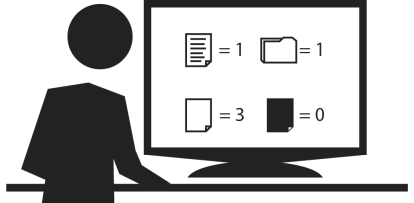 = 1 = 1
= 3 = 0